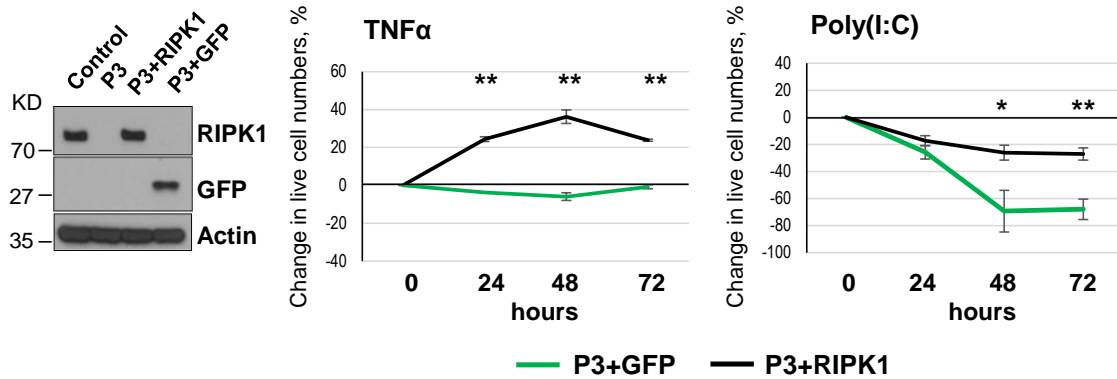 Control
P3
P3+RIPK1
P3+GFP
KD
RIPK1
70
GFP
27
Actin
35
TNFα
Change in live cell numbers, %
60
40
20
0
-20
-40
** ** **
0 24 48 72
hours
Poly(I:C)
Change in live cell numbers, %
40
20
0
-20
-40
-60
-80
-100
* **
0 24 48 72
hours
P3+GFP P3+RIPK1